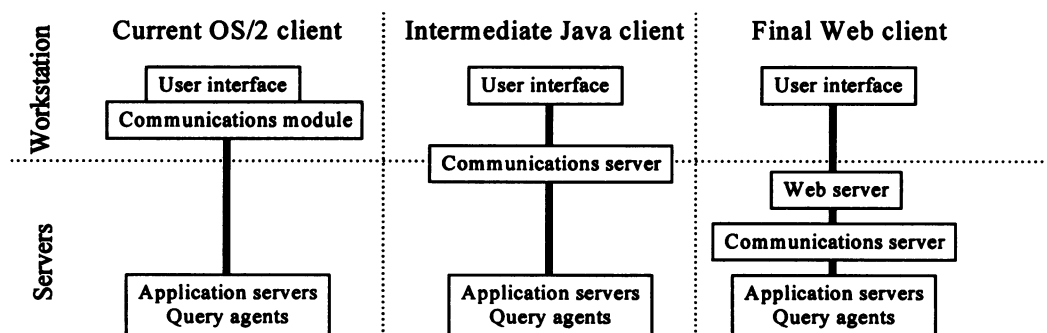 Current OS/2 client
Intermediate Java client
Final Web client
Workstation
User interface
User interface
User interface
Communications module
Communications server
Web server
Servers
Communications server
Application servers
Query agents
Application servers
Query agents
Application servers
Query agents